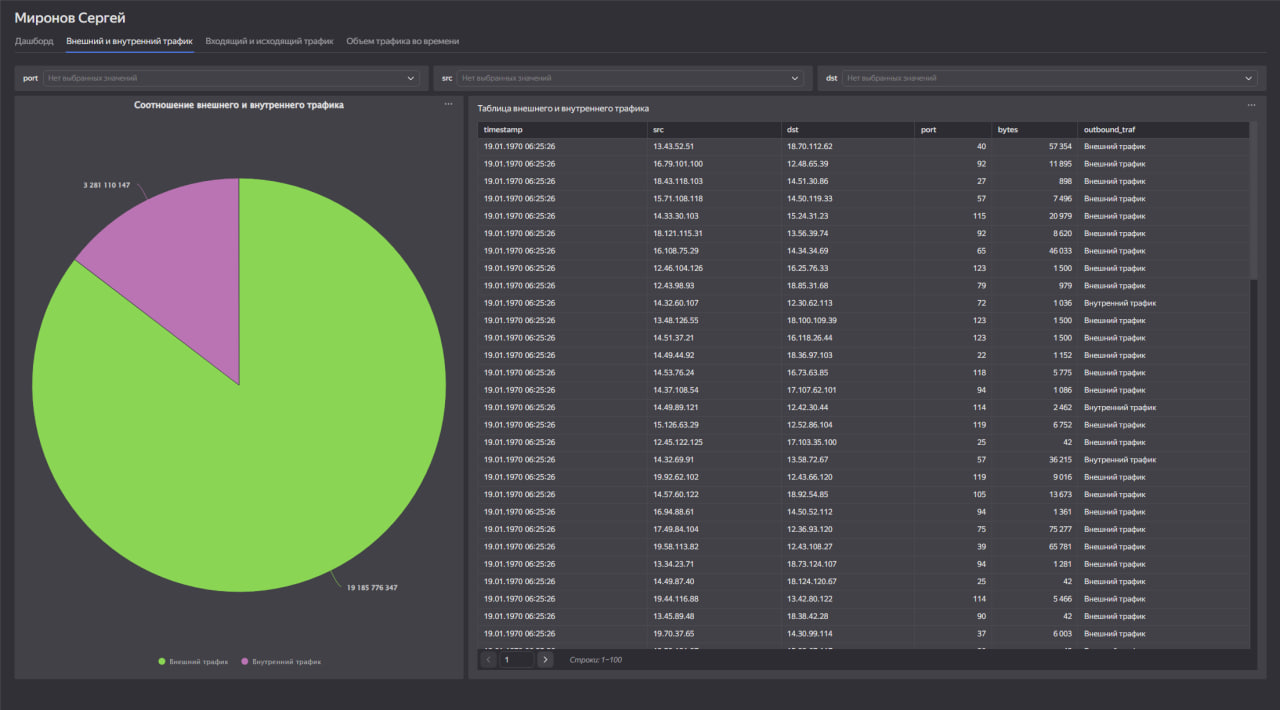 Миронов Сергей
Дашборд Внешний и внутренний трафик Входящий и исходящий трафик Объем трафика во времени
port Нет выбранных значений src Нет выбранных значений dst Нет выбранных значений
Соотношение внешнего и внутреннего трафика
3 281 110 147
19 185 776 347
Внешний трафик Внутренний трафик
Таблица внешнего и внутреннего трафика
timestamp src dst port bytes outbound_traf
19.01.1970 06:25:26 13.43.52.51 18.70.112.62 40 57 354 Внешний трафик
19.01.1970 06:25:26 16.79.101.100 12.48.65.39 92 11 895 Внешний трафик
19.01.1970 06:25:26 18.43.118.103 14.51.30.86 27 898 Внешний трафик
19.01.1970 06:25:26 15.71.108.118 14.50.119.33 57 7 496 Внешний трафик
19.01.1970 06:25:26 14.33.30.103 15.24.31.23 115 20 979 Внешний трафик
19.01.1970 06:25:26 18.121.115.31 13.56.39.74 92 8 620 Внешний трафик
19.01.1970 06:25:26 16.108.75.29 14.34.34.69 65 46 033 Внешний трафик
19.01.1970 06:25:26 12.46.104.126 16.25.76.33 123 1 500 Внешний трафик
19.01.1970 06:25:26 12.43.98.93 18.85.31.68 79 979 Внешний трафик
19.01.1970 06:25:26 14.32.60.107 12.30.62.113 72 1 036 Внутренний трафик
19.01.1970 06:25:26 13.48.126.55 18.100.109.39 123 1 500 Внешний трафик
19.01.1970 06:25:26 14.51.37.21 16.118.26.44 123 1 500 Внешний трафик
19.01.1970 06:25:26 14.49.44.92 18.36.97.103 22 1 152 Внешний трафик
19.01.1970 06:25:26 14.53.76.24 16.73.63.85 118 5 775 Внешний трафик
19.01.1970 06:25:26 14.37.108.54 17.107.62.101 94 1 086 Внешний трафик
19.01.1970 06:25:26 14.49.89.121 12.42.30.44 114 2 462 Внутренний трафик
19.01.1970 06:25:26 15.126.63.29 12.52.86.104 119 6 752 Внешний трафик
19.01.1970 06:25:26 12.45.122.125 17.103.35.100 25 42 Внешний трафик
19.01.1970 06:25:26 14.32.69.91 13.58.72.67 57 36 215 Внутренний трафик
19.01.1970 06:25:26 19.92.62.102 12.43.66.120 119 9 016 Внешний трафик
19.01.1970 06:25:26 14.57.60.122 18.92.54.85 105 13 673 Внешний трафик
19.01.1970 06:25:26 16.94.88.61 14.50.52.112 94 1 361 Внешний трафик
19.01.1970 06:25:26 17.49.84.104 12.36.93.120 75 75 277 Внешний трафик
19.01.1970 06:25:26 19.58.113.82 12.43.108.27 39 65 781 Внешний трафик
19.01.1970 06:25:26 13.34.23.71 18.73.124.107 94 1 281 Внешний трафик
19.01.1970 06:25:26 14.49.87.40 18.124.120.67 25 42 Внешний трафик
19.01.1970 06:25:26 19.44.116.88 13.42.80.122 114 5 466 Внешний трафик
19.01.1970 06:25:26 13.45.89.48 18.38.42.28 90 42 Внешний трафик
19.01.1970 06:25:26 19.70.37.65 14.30.99.114 37 6 003 Внешний трафик
1 Строки: 1−100